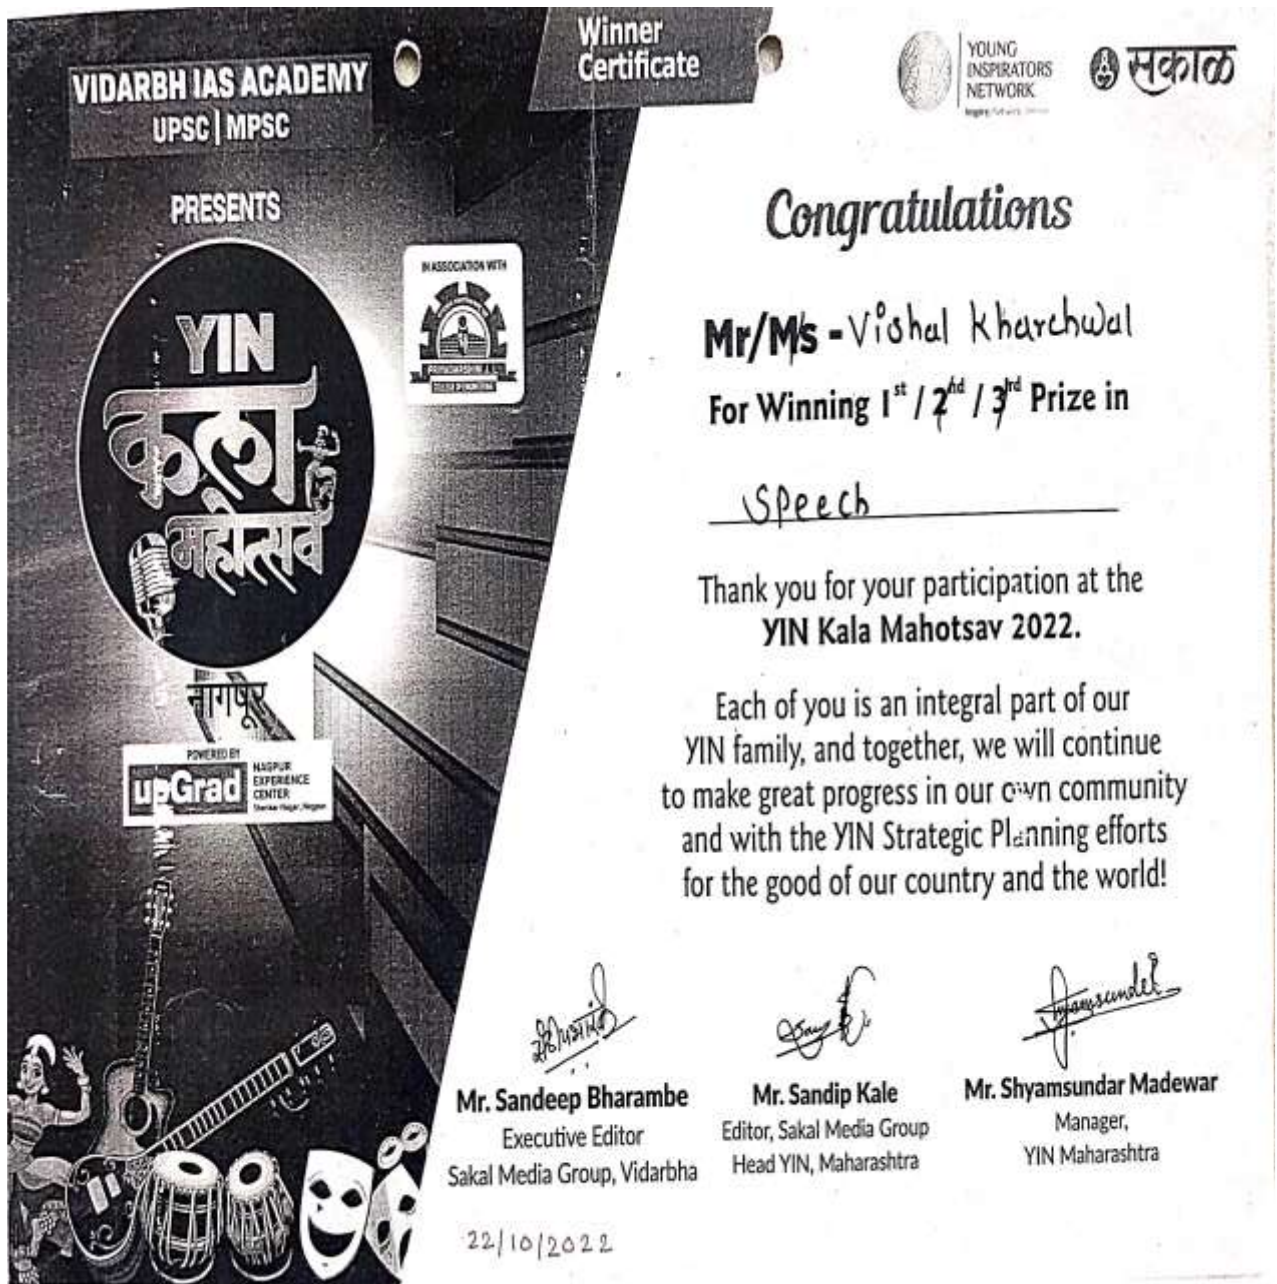 VIDARBH IAS ACADEMY
UPSC | MPSC
PRESENTS
YIN
कला
महोत्सव
नागपूर
POWERED BY
upGrad
NAGPUR
EXPERIENCE
CENTER
IN ASSOCIATION WITH
Winner
Certificate
YOUNG
INSPIRATORS
NETWORK
सकाळ
Congratulations
Mr/Ms - Vishal Kharchwal
For Winning 1st / 2nd / 3rd Prize in
Speech
Thank you for your participation at the
YIN Kala Mahotsav 2022.
Each of you is an integral part of our
YIN family, and together, we will continue
to make great progress in our own community
and with the YIN Strategic Planning efforts
for the good of our country and the world!
Shyamsunder
Mr. Sandeep Bharambe
Executive Editor
Sakal Media Group, Vidarbha
Mr. Sandip Kale
Editor, Sakal Media Group
Head YIN, Maharashtra
Mr. Shyamsundar Madewar
Manager,
YIN Maharashtra
22/10/2022